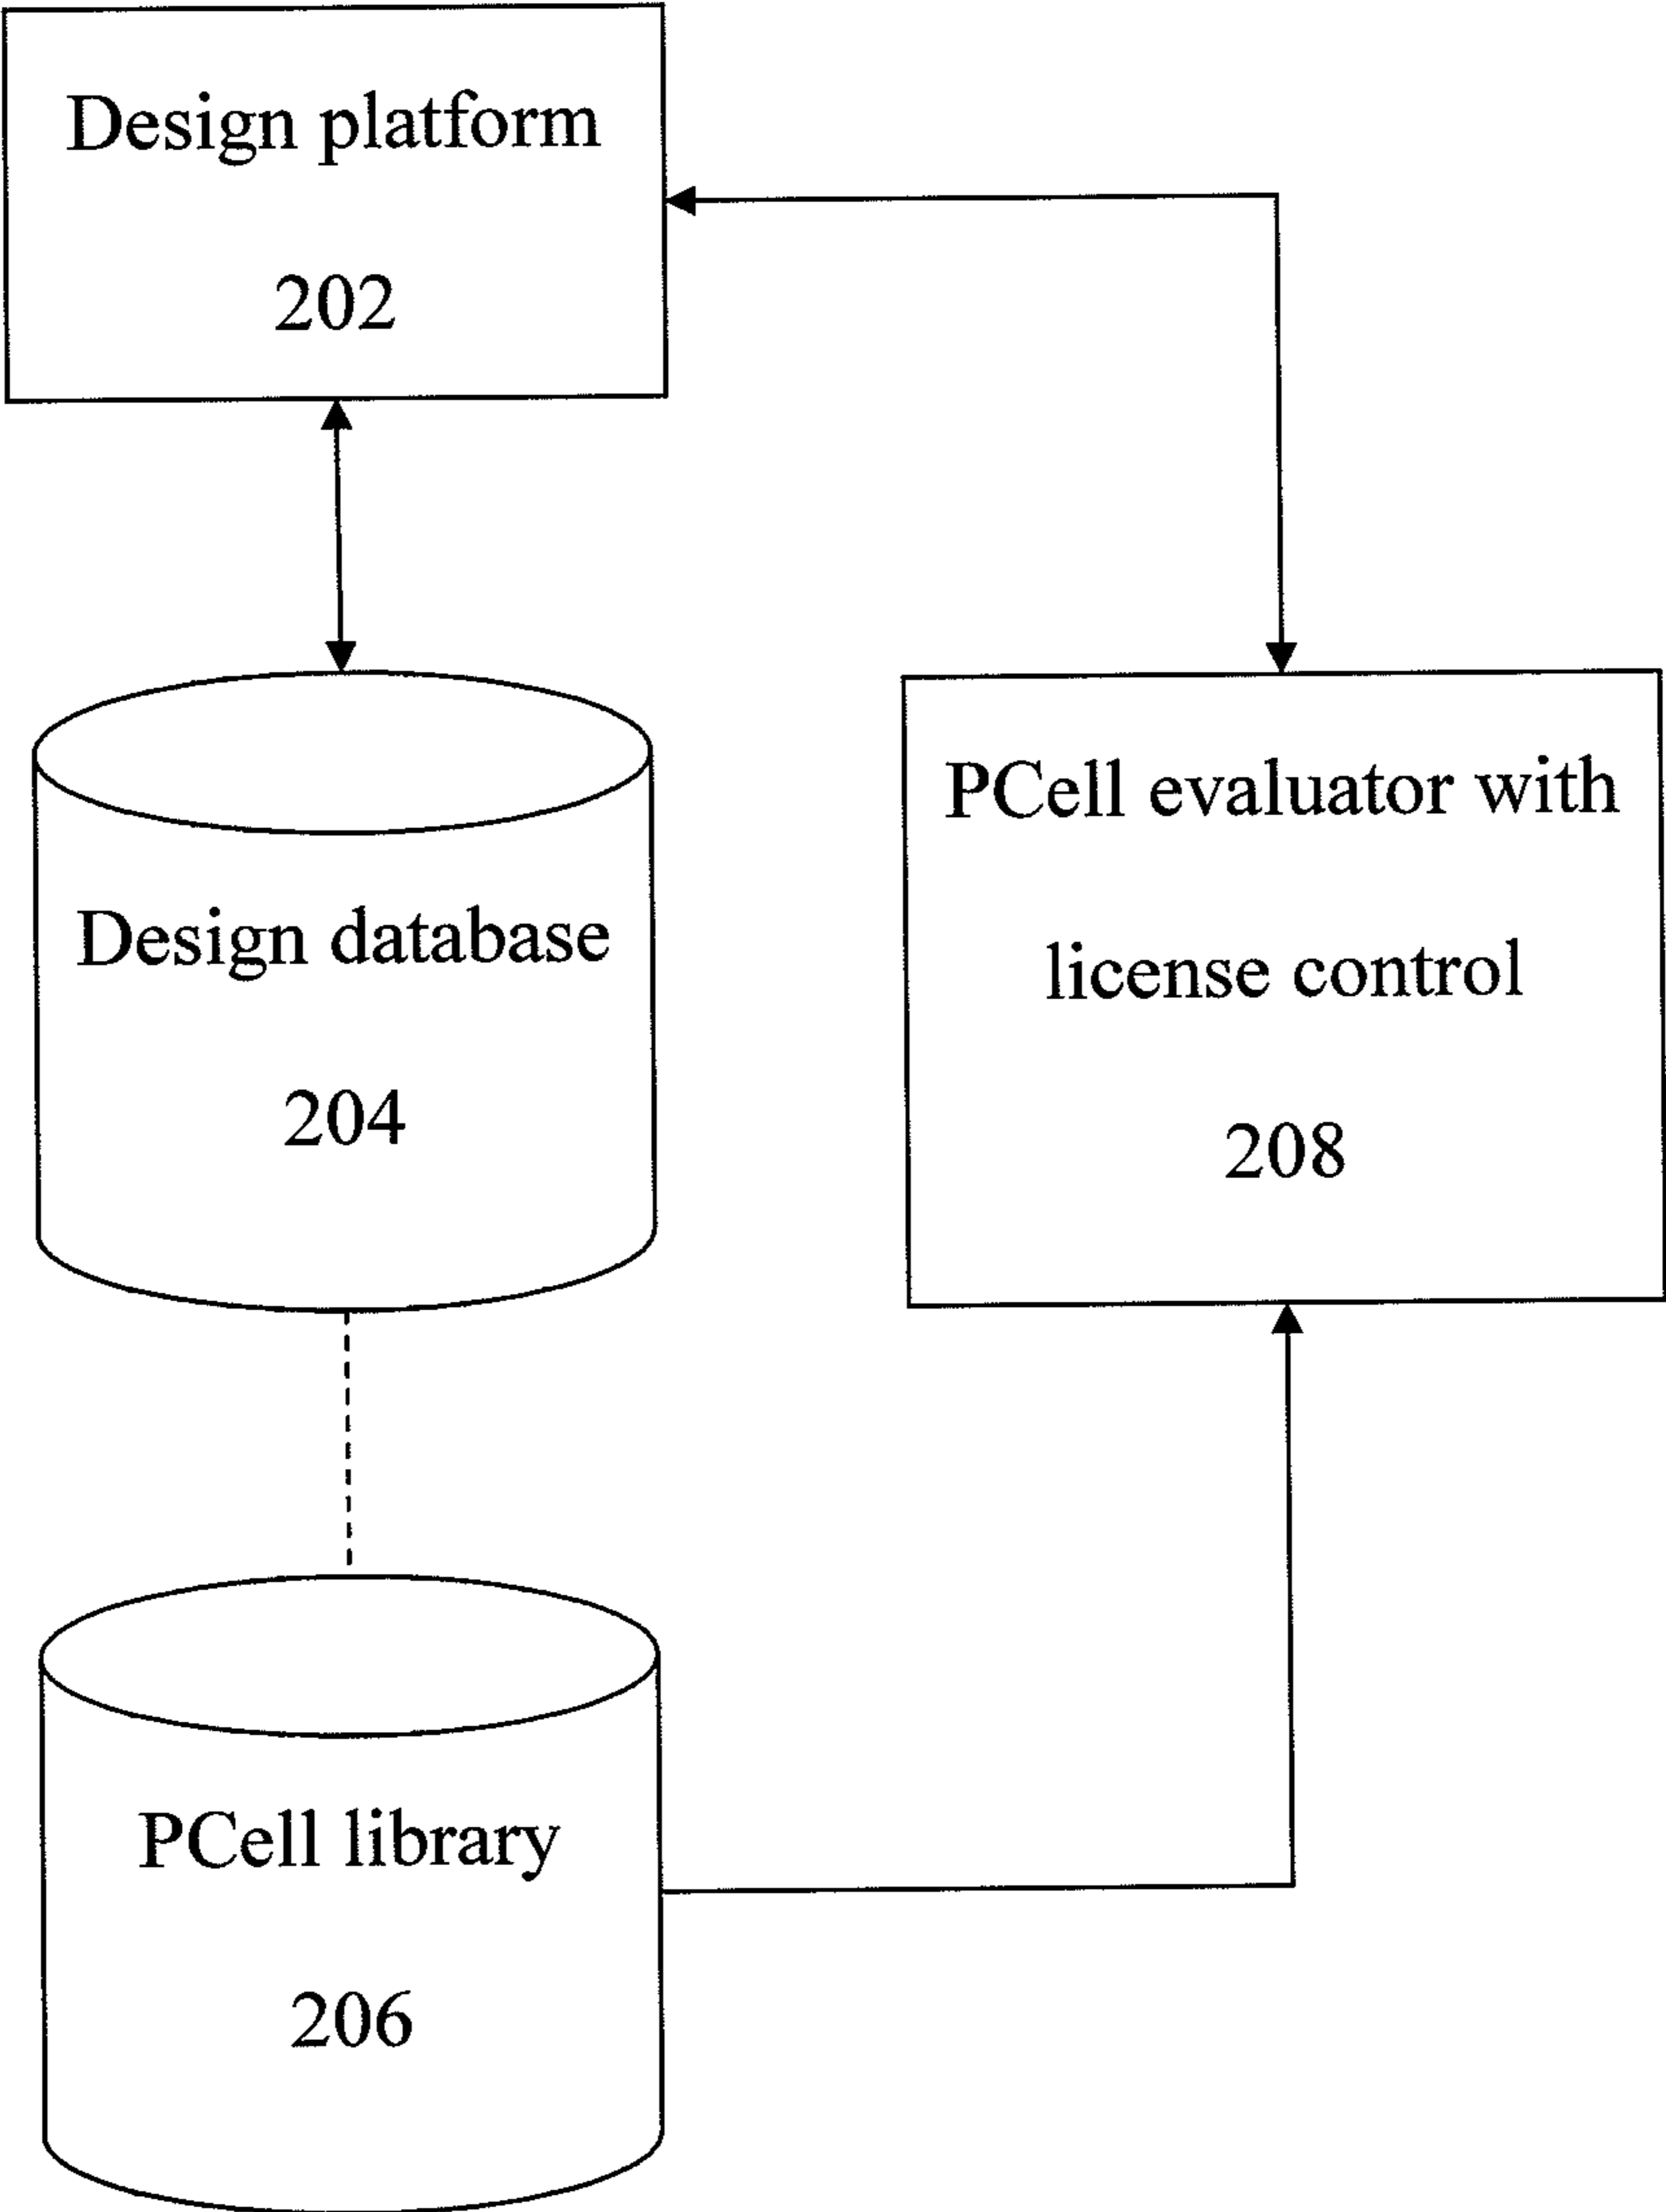 Design platform
202
Design database
204
PCell evaluator with
license control
208
PCell library
206